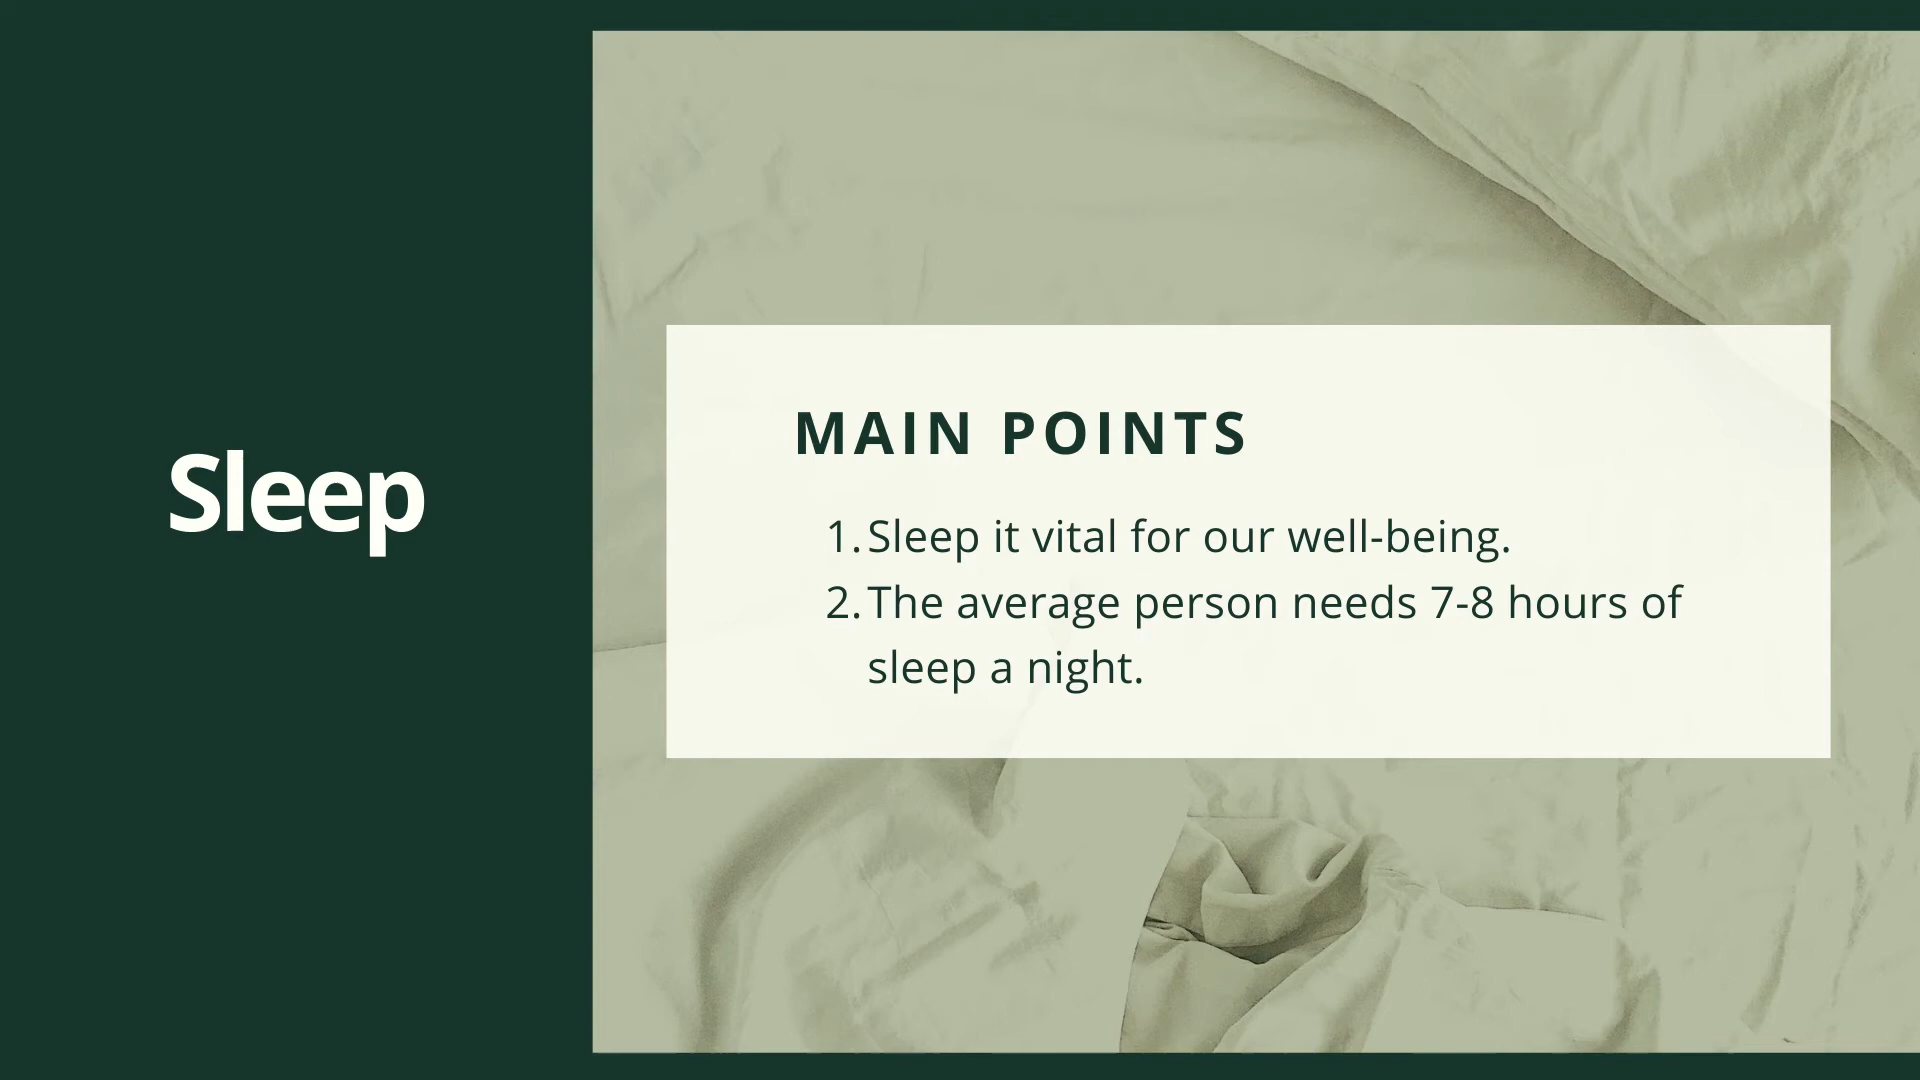 Sleep
MAIN POINTS
1. Sleep it vital for our well-being.
2. The average person needs 7-8 hours of
sleep a night.